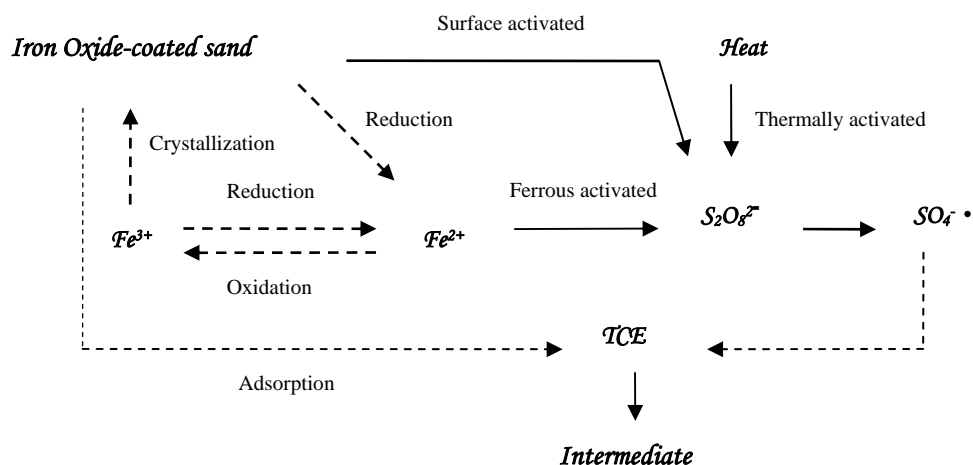 Surface activated
Iron Oxide-coated sand
Heat
Reduction
Thermally activated
Crystallization
Reduction
Ferrous activated
Fe³⁺
Fe²⁺
S₂O₈²⁻
SO₄⁻ •
Oxidation
TCE
Adsorption
Intermediate